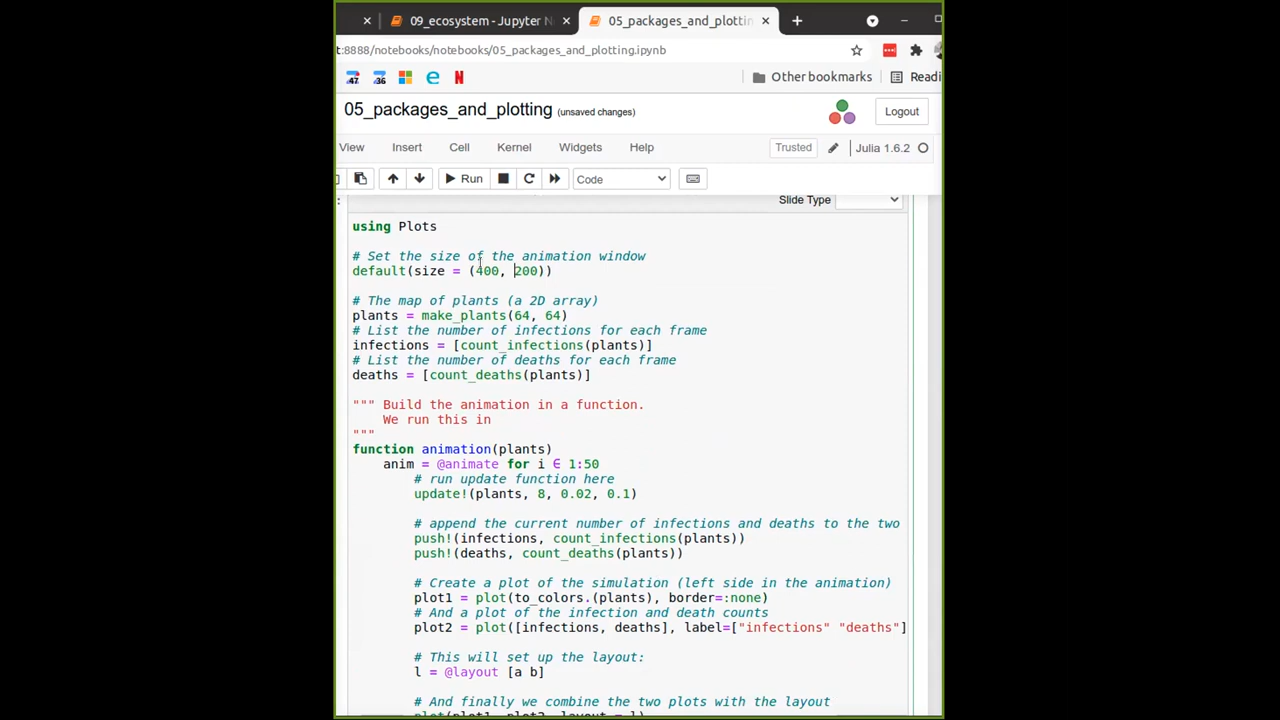 09_ecosystem - Jupyter N
05_packages_and_plottin
t:8888/notebooks/notebooks/05_packages_and_plotting.ipynb
47
36
Other bookmarks
Readi
05_packages_and_plotting (unsaved changes)
Logout
View Insert Cell Kernel Widgets Help
Trusted
Julia 1.6.2
Run
Code
Slide Type
using Plots
# Set the size of the animation window
default(size = (400, 200))
# The map of plants (a 2D array)
plants = make_plants(64, 64)
# List the number of infections for each frame
infections = [count_infections(plants)]
# List the number of deaths for each frame
deaths = [count_deaths(plants)]
""" Build the animation in a function.
We run this in
"""
function animation(plants)
anim = @animate for i ∈ 1:50
# run update function here
update!(plants, 8, 0.02, 0.1)
# append the current number of infections and deaths to the two
push!(infections, count_infections(plants))
push!(deaths, count_deaths(plants))
# Create a plot of the simulation (left side in the animation)
plot1 = plot(to_colors.(plants), border=:none)
# And a plot of the infection and death counts
plot2 = plot([infections, deaths], label=["infections" "deaths"]
# This will set up the layout:
l = @layout [a b]
# And finally we combine the two plots with the layout
plot(plot1, plot2, layout = l)